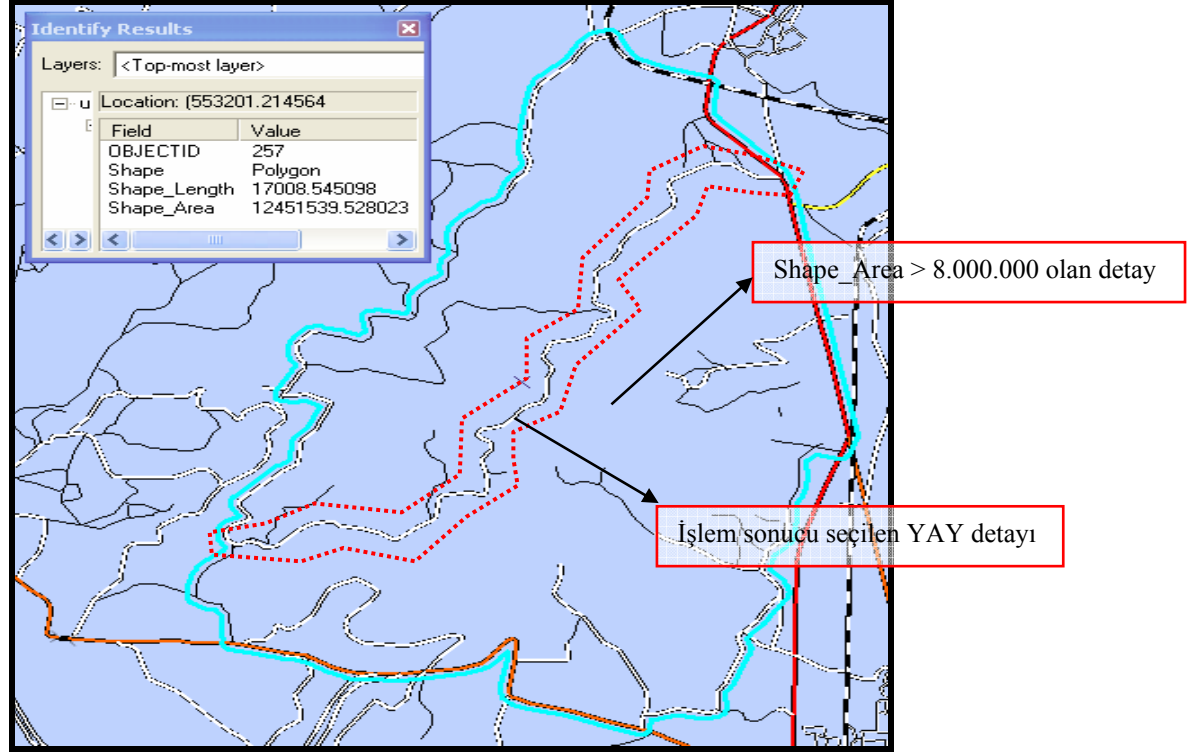 Identify Results
Layers: <Top-most layer>
u Location: (553201.214564
Field Value
OBJECTID 257
Shape Polygon
Shape_Length 17008.545098
Shape_Area 12451539.528023
Shape_Area > 8.000.000 olan detay
İşlem sonucu seçilen YAY detayı